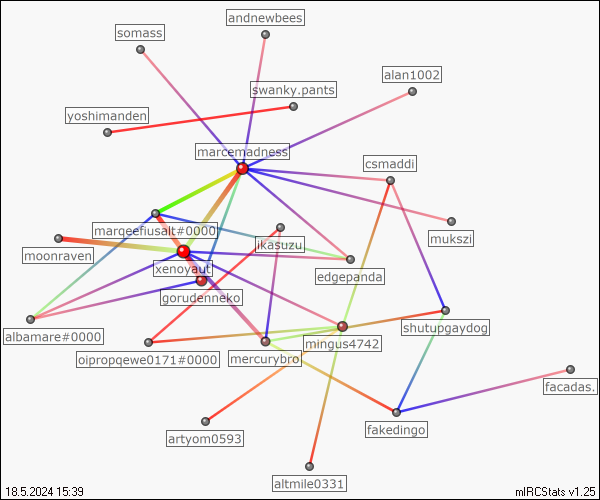 andnewbees
somass
alan1002
swanky.pants
yoshimanden
marcemadness
csmaddi
margefusalt#0000
mukszi
ikasuzu
moonraven
xenoyaut
edgepanda
gorudenneko
albamare#0000
shutupgaydog
mingus4742
oipropqewe0171#0000
mercurybro
facadas.
artyom0593
fakedingo
altmile0331
18.5.2024 15:39
mIRCStats v1.25